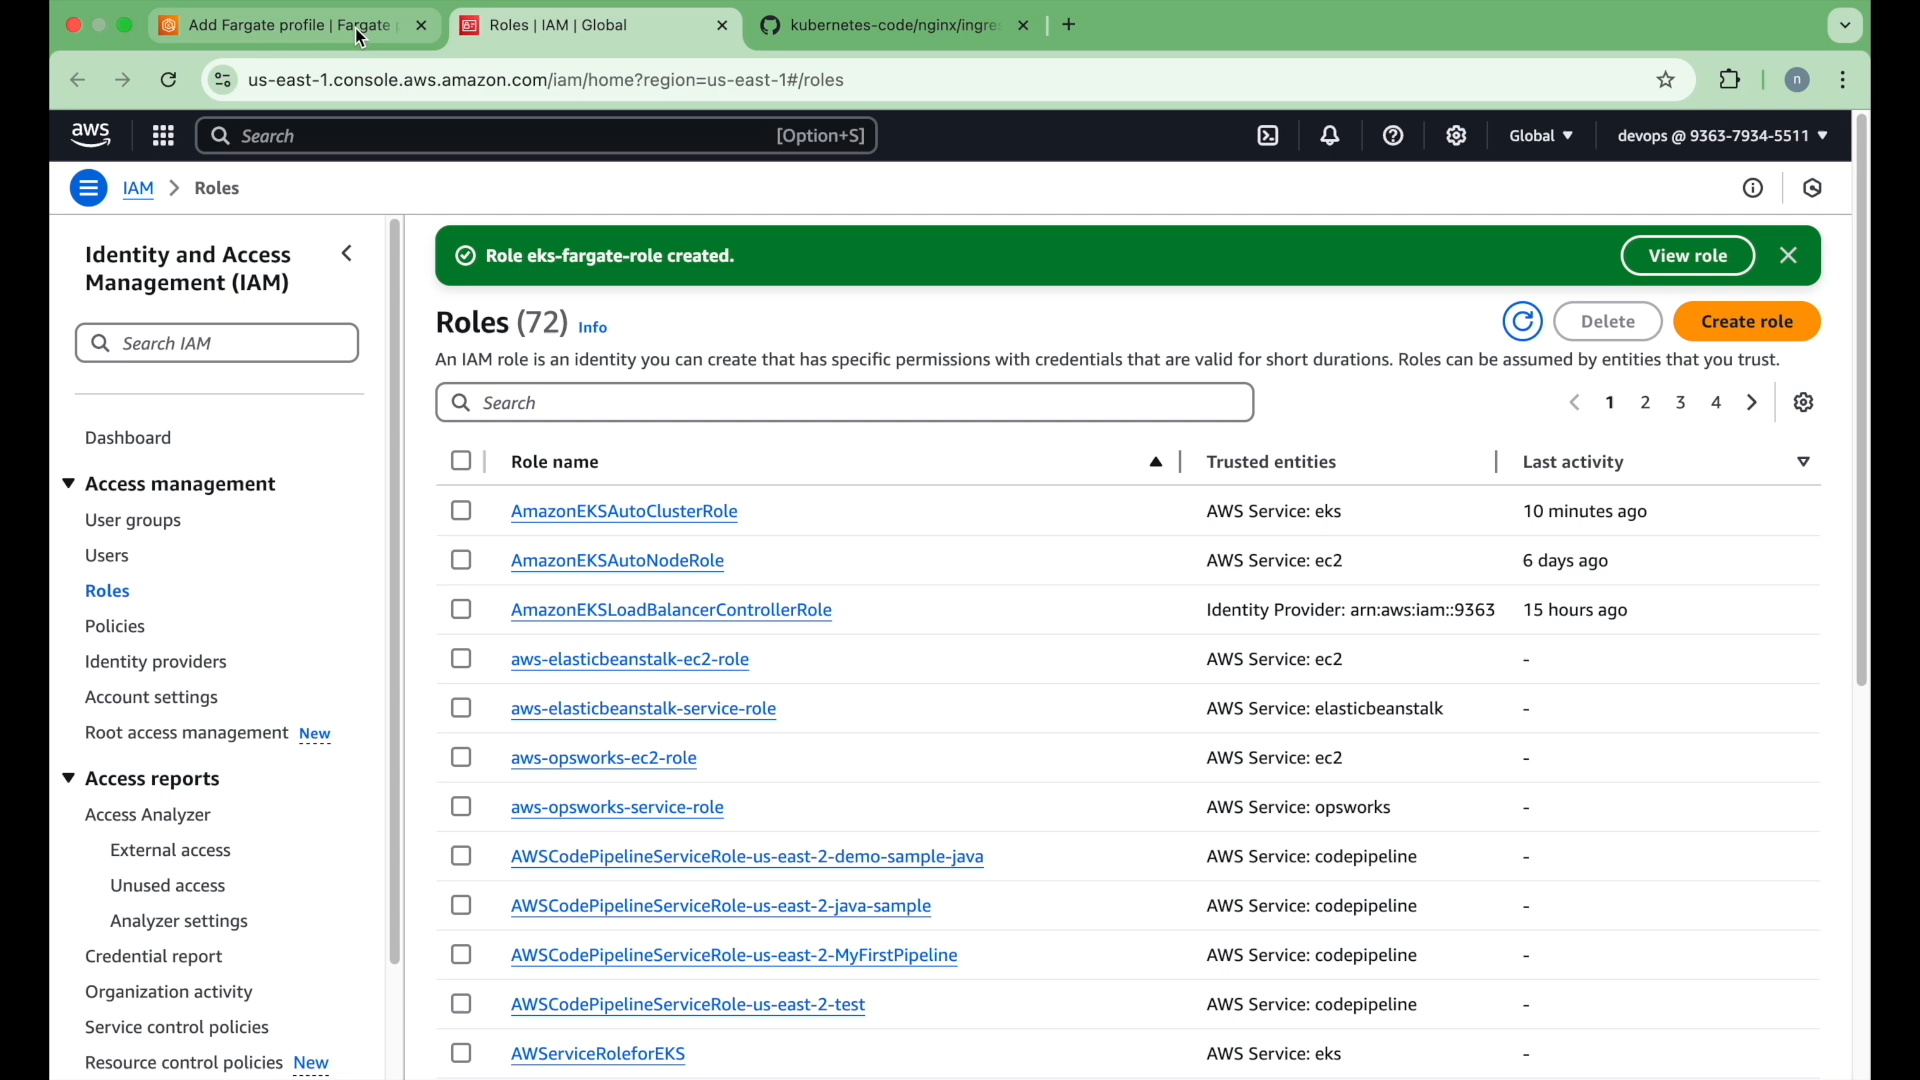 Add Fargate profile | Fargate
Roles | IAM | Global
kubernetes-code/nginx/ingre
us-east-1.console.aws.amazon.com/iam/home?region=us-east-1#/roles
n
aws
Search
[Option+S]
Global
devops @ 9363-7934-5511
IAM > Roles
Identity and Access
Management (IAM)
Search IAM
Dashboard
Access management
User groups
Users
Roles
Policies
Identity providers
Account settings
Root access management New
Access reports
Access Analyzer
External access
Unused access
Analyzer settings
Credential report
Organization activity
Service control policies
Resource control policies New
Role eks-fargate-role created.
View role
Roles (72) Info
Delete
Create role
An IAM role is an identity you can create that has specific permissions with credentials that are valid for short durations. Roles can be assumed by entities that you trust.
Search
1 2 3 4
Role name Trusted entities Last activity
AmazonEKSAutoClusterRole AWS Service: eks 10 minutes ago
AmazonEKSAutoNodeRole AWS Service: ec2 6 days ago
AmazonEKSLoadBalancerControllerRole Identity Provider: arn:aws:iam::9363 15 hours ago
aws-elasticbeanstalk-ec2-role AWS Service: ec2 -
aws-elasticbeanstalk-service-role AWS Service: elasticbeanstalk -
aws-opsworks-ec2-role AWS Service: ec2 -
aws-opsworks-service-role AWS Service: opsworks -
AWSCodePipelineServiceRole-us-east-2-demo-sample-java AWS Service: codepipeline -
AWSCodePipelineServiceRole-us-east-2-java-sample AWS Service: codepipeline -
AWSCodePipelineServiceRole-us-east-2-MyFirstPipeline AWS Service: codepipeline -
AWSCodePipelineServiceRole-us-east-2-test AWS Service: codepipeline -
AWServiceRoleforEKS AWS Service: eks -